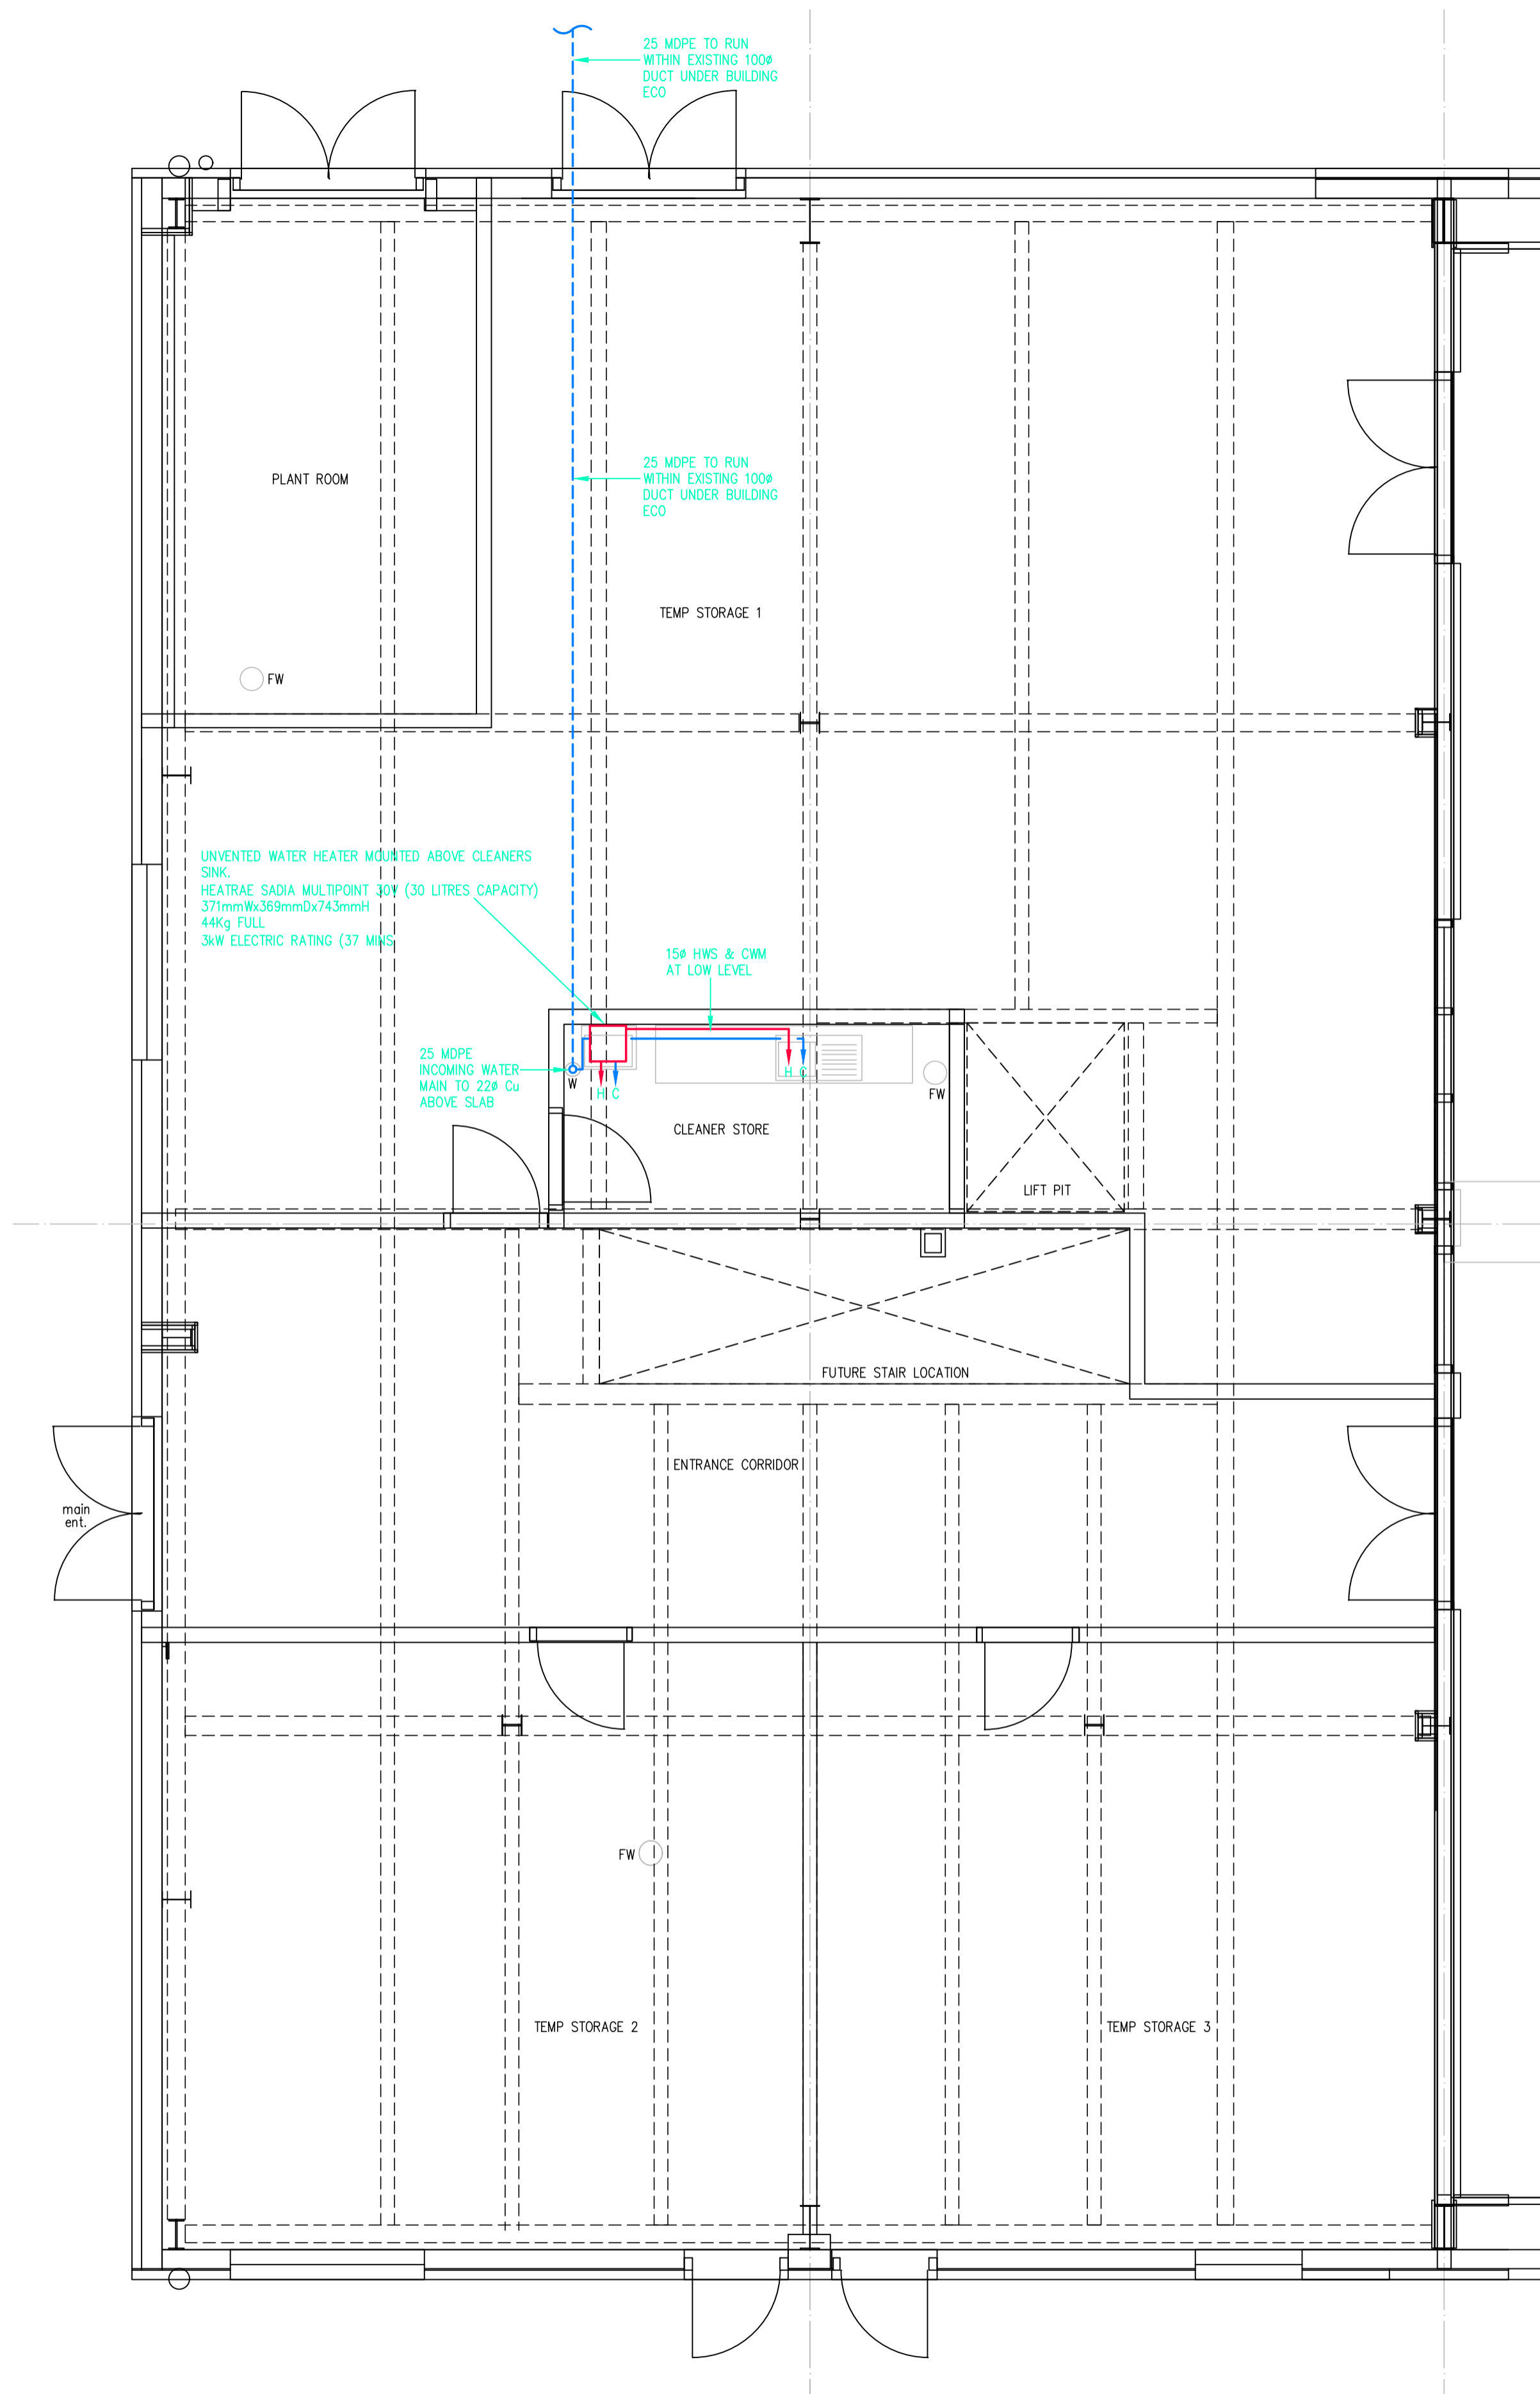 25 MDPE TO RUN
WITHIN EXISTING 100ø
DUCT UNDER BUILDING
ECO
25 MDPE TO RUN
WITHIN EXISTING 100ø
DUCT UNDER BUILDING
ECO
PLANT ROOM
TEMP STORAGE 1
FW
UNVENTED WATER HEATER MOUNTED ABOVE CLEANERS
SINK.
HEATRAE SADIA MULTIPOINT 30V (30 LITRES CAPACITY)
371mmWx369mmDx743mmH
44Kg FULL
3kW ELECTRIC RATING (37 MINS
15ø HWS & CWM
AT LOW LEVEL
25 MDPE
INCOMING WATER
MAIN TO 22ø Cu
ABOVE SLAB
W
H C
H C
FW
CLEANER STORE
LIFT PIT
FUTURE STAIR LOCATION
ENTRANCE CORRIDOR
main
ent.
FW
TEMP STORAGE 2
TEMP STORAGE 3